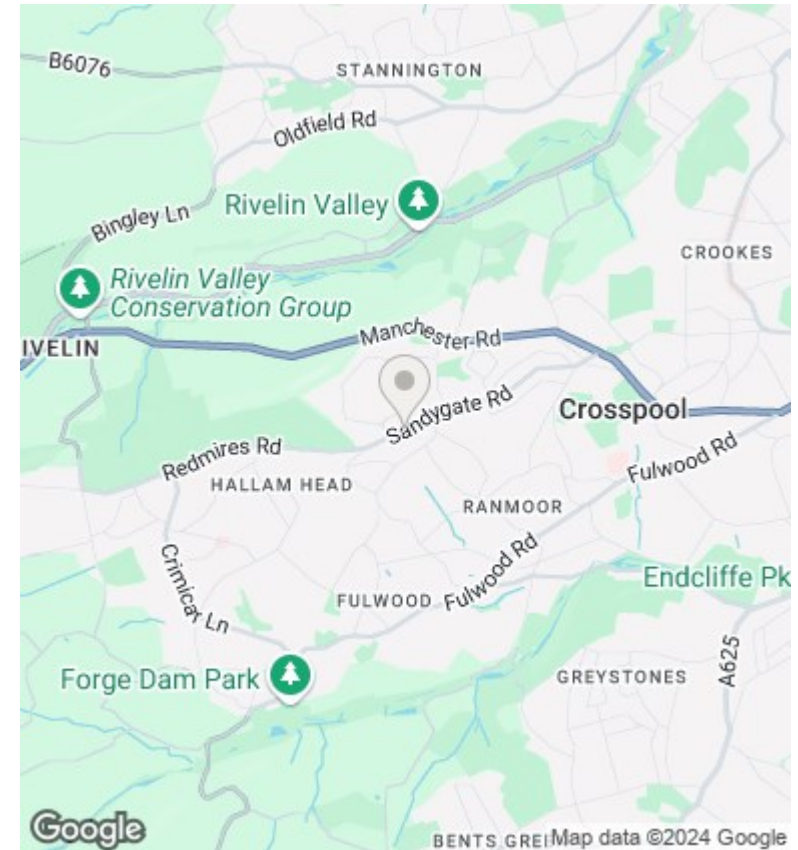 B6076
STANNINGTON
Oldfield Rd
Rivelin Valley
Bingley Ln
CROOKES
Rivelin Valley
Conservation Group
Manchester Rd
IVELIN
Sandygate Rd
Crosspool
Redmires Rd
Fulwood Rd
HALLAM HEAD
RANMOOR
Crimicar Ln
Fulwood Rd
Endcliffe Pk
FULWOOD
A625
Forge Dam Park
GREYSTONES
Google
BENTS GRE
Map data ©2024 Google